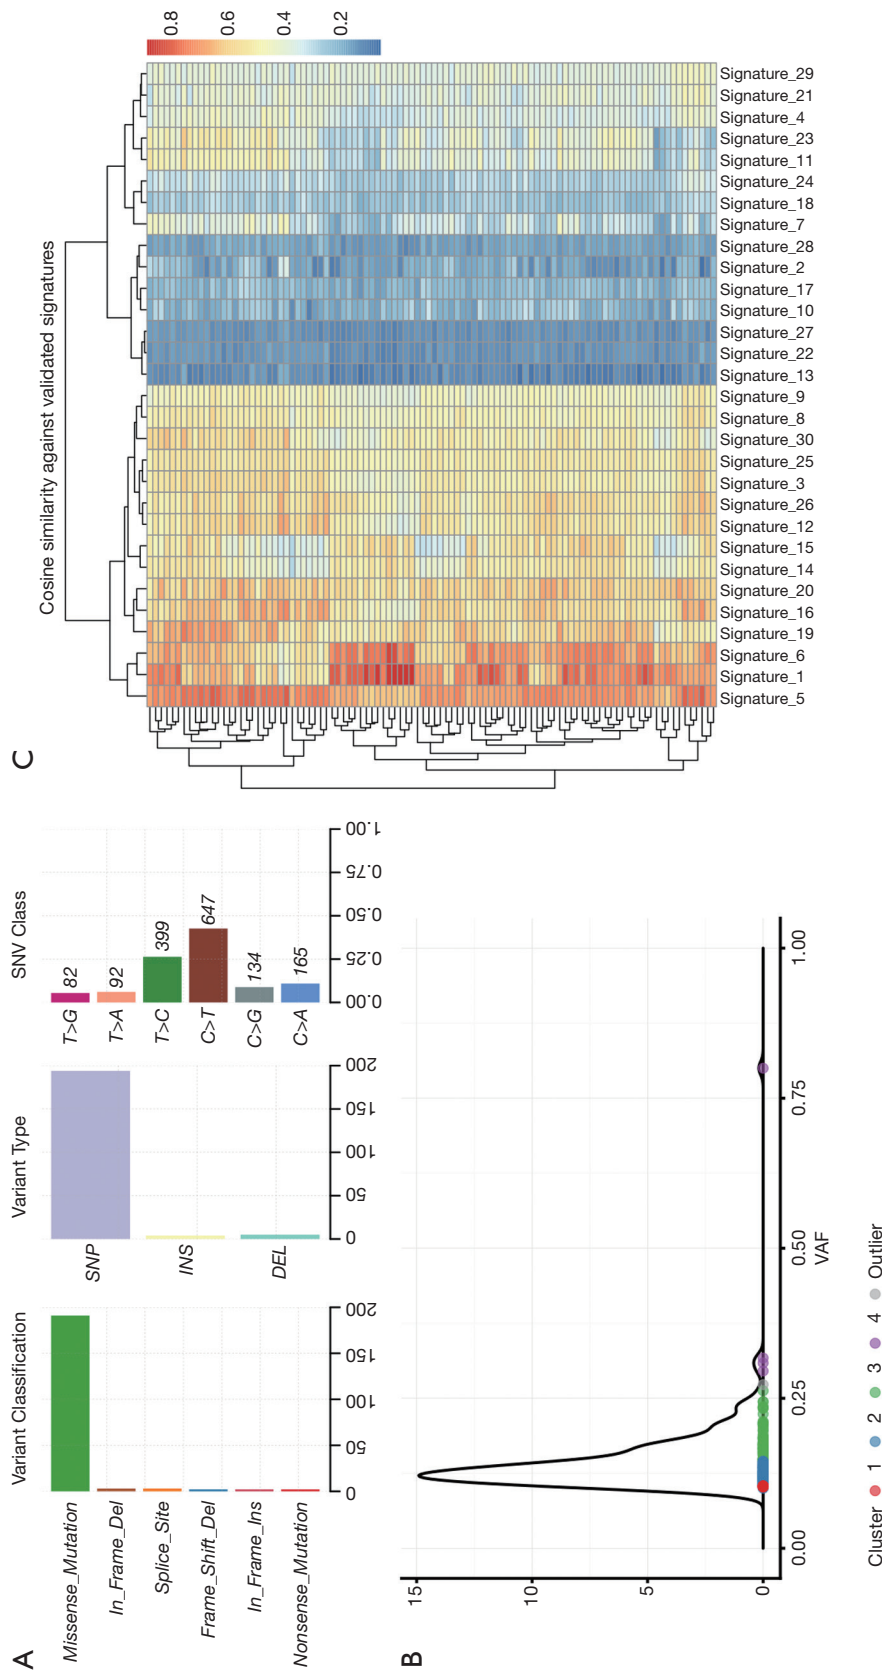 A
Variant Classification
Missense_Mutation
In_Frame_Del
Splice_Site
Frame_Shift_Del
In_Frame_Ins
Nonsense_Mutation
0 50 100 150 200
Variant Type
SNP
INS
DEL
0 50 100 150 200
SNV Class
T>G 82
T>A 92
T>C 399
C>T 647
C>G 134
C>A 165
0.00 0.25 0.50 0.75 1.00
B
15
10
5
0
0.00 0.25 0.50 0.75 1.00
VAF
Cluster 1 2 3 4 Outlier
C
Cosine similarity against validated signatures
0.8
0.6
0.4
0.2
Signature_5
Signature_1
Signature_6
Signature_19
Signature_16
Signature_20
Signature_14
Signature_15
Signature_12
Signature_26
Signature_3
Signature_25
Signature_30
Signature_8
Signature_9
Signature_13
Signature_22
Signature_27
Signature_10
Signature_17
Signature_2
Signature_28
Signature_7
Signature_18
Signature_24
Signature_11
Signature_23
Signature_4
Signature_21
Signature_29